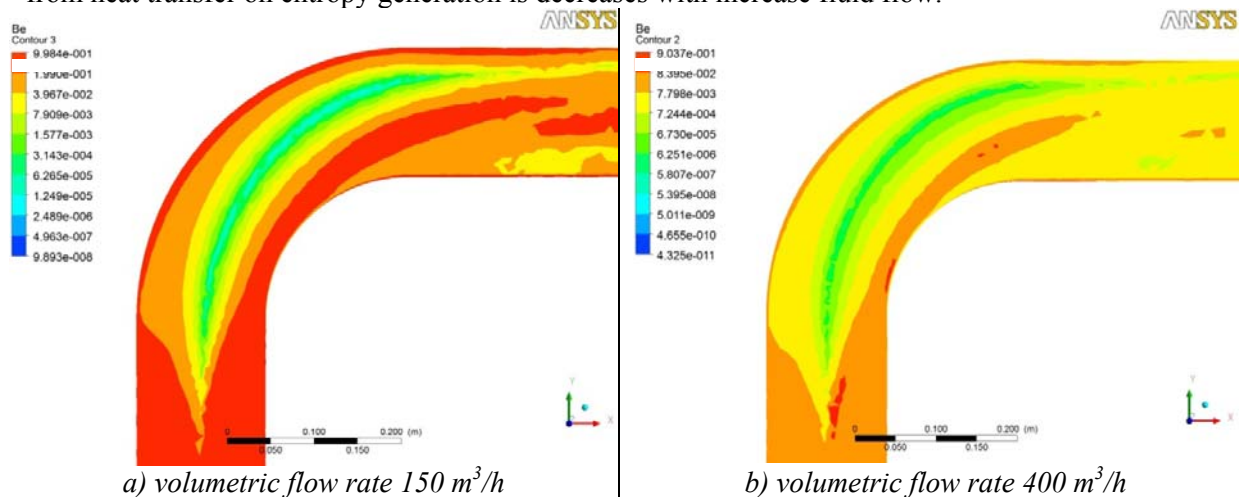 from heat transfer on entropy generation is decreases with increase fluid flow.
ANSYS
Be
Contour 3
9.984e-001
1.990e-001
3.967e-002
7.909e-003
1.577e-003
3.143e-004
6.265e-005
1.249e-005
2.489e-006
4.963e-007
9.893e-008
0
0.050
0.100
0.150
0.200
(m)
Y
X
a) volumetric flow rate 150 m³/h
ANSYS
Be
Contour 2
9.037e-001
8.395e-002
7.798e-003
7.244e-004
6.730e-005
6.251e-006
5.807e-007
5.395e-008
5.011e-009
4.655e-010
4.325e-011
0
0.050
0.100
0.150
0.200
(m)
Y
X
b) volumetric flow rate 400 m³/h